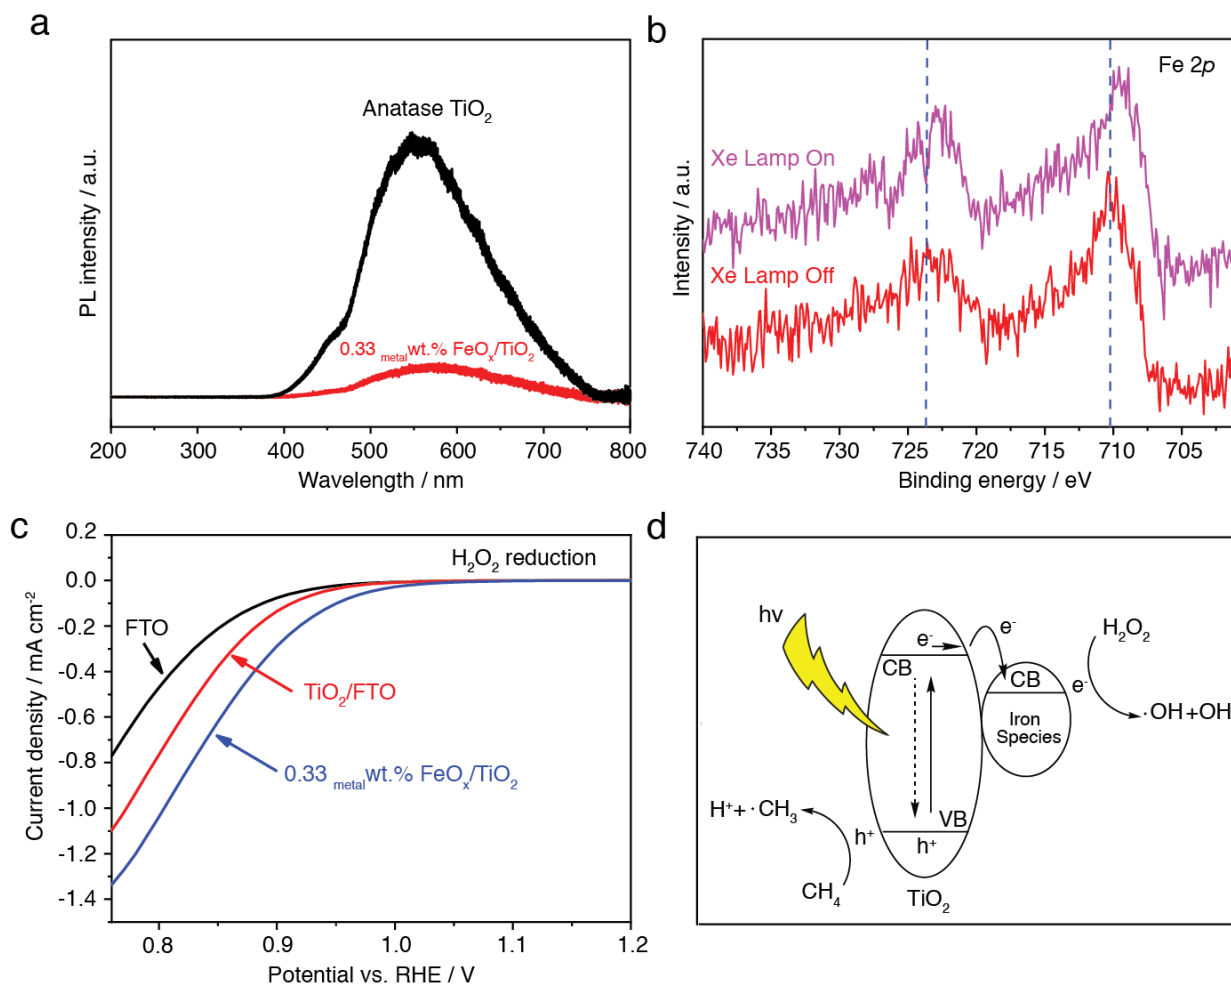 a
Anatase TiO₂
0.33 metalwt.% FeOₓ/TiO₂
PL intensity / a.u.
200 300 400 500 600 700 800
Wavelength / nm
b
Fe 2p
Xe Lamp On
Xe Lamp Off
Intensity / a.u.
740 735 730 725 720 715 710 705
Binding energy / eV
c
H₂O₂ reduction
FTO
TiO₂/FTO
0.33 metalwt.% FeOₓ/TiO₂
Current density / mA cm⁻²
0.2
0.0
-0.2
-0.4
-0.6
-0.8
-1.0
-1.2
-1.4
0.8 0.9 1.0 1.1 1.2
Potential vs. RHE / V
d
hν
e⁻
e⁻
H₂O₂
CB
CB
e⁻
Iron
Species
·OH+OH
H⁺+ ·CH₃
VB
h⁺
h⁺
CH₄
TiO₂